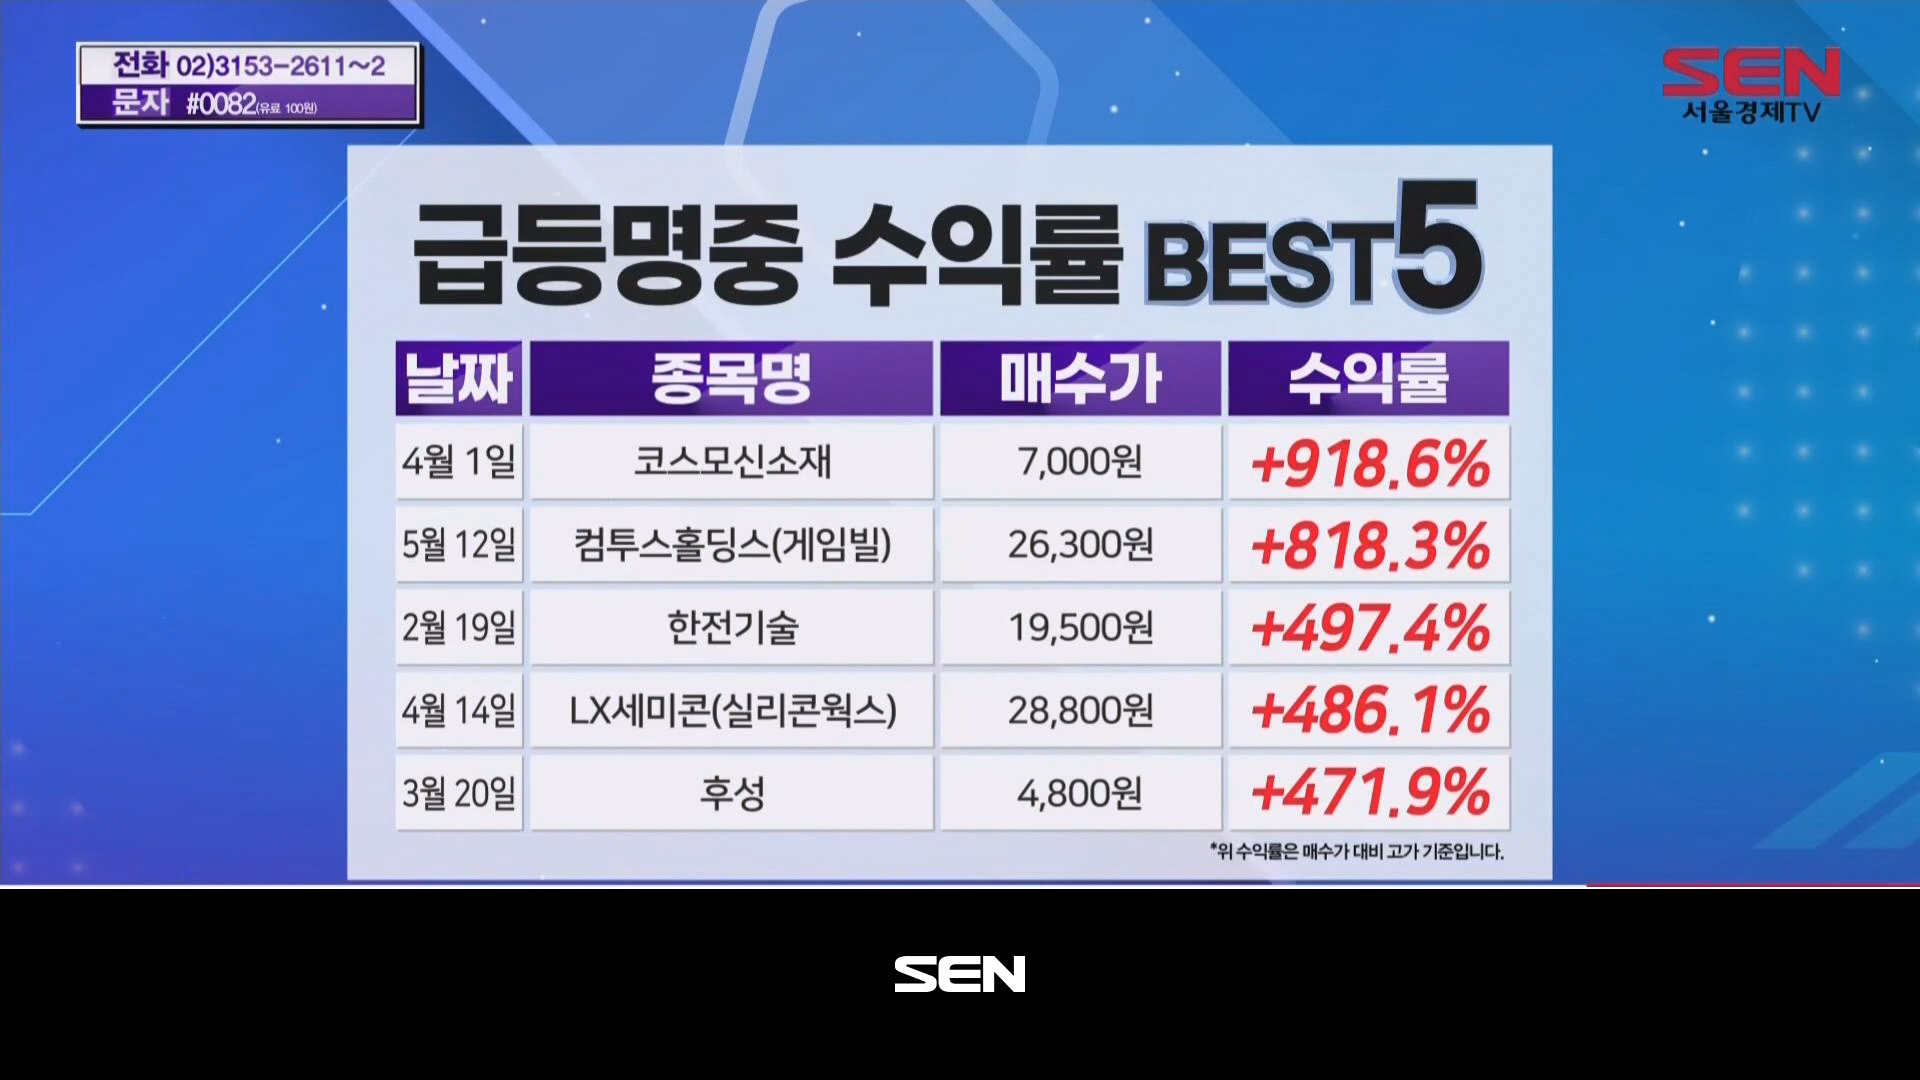 전화 02)3153-2611~2
문자 #0082(유료 100원)
SEN
서울경제TV
급등명중 수익률 BEST5
날짜 종목명 매수가 수익률
4월 1일 코스모신소재 7,000원 +918.6%
5월 12일 컴투스홀딩스(게임빌) 26,300원 +818.3%
2월 19일 한전기술 19,500원 +497.4%
4월 14일 LX세미콘(실리콘웍스) 28,800원 +486.1%
3월 20일 후성 4,800원 +471.9%
*위 수익률은 매수가 대비 고가 기준입니다.
SEN